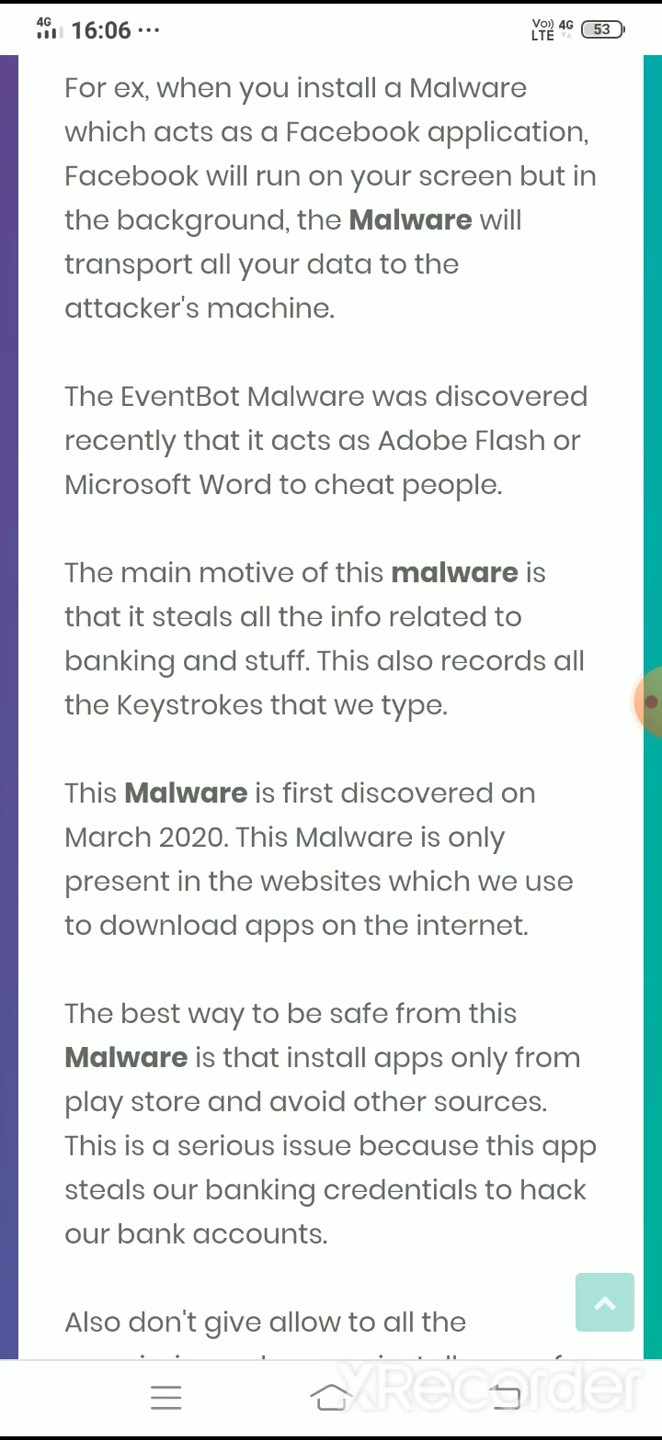 4G 16:06 ··· Vo)) LTE 4G 53
For ex, when you install a Malware
which acts as a Facebook application,
Facebook will run on your screen but in
the background, the Malware will
transport all your data to the
attacker's machine.
The EventBot Malware was discovered
recently that it acts as Adobe Flash or
Microsoft Word to cheat people.
The main motive of this malware is
that it steals all the info related to
banking and stuff. This also records all
the Keystrokes that we type.
This Malware is first discovered on
March 2020. This Malware is only
present in the websites which we use
to download apps on the internet.
The best way to be safe from this
Malware is that install apps only from
play store and avoid other sources.
This is a serious issue because this app
steals our banking credentials to hack
our bank accounts.
Also don't give allow to all the
XRecorder